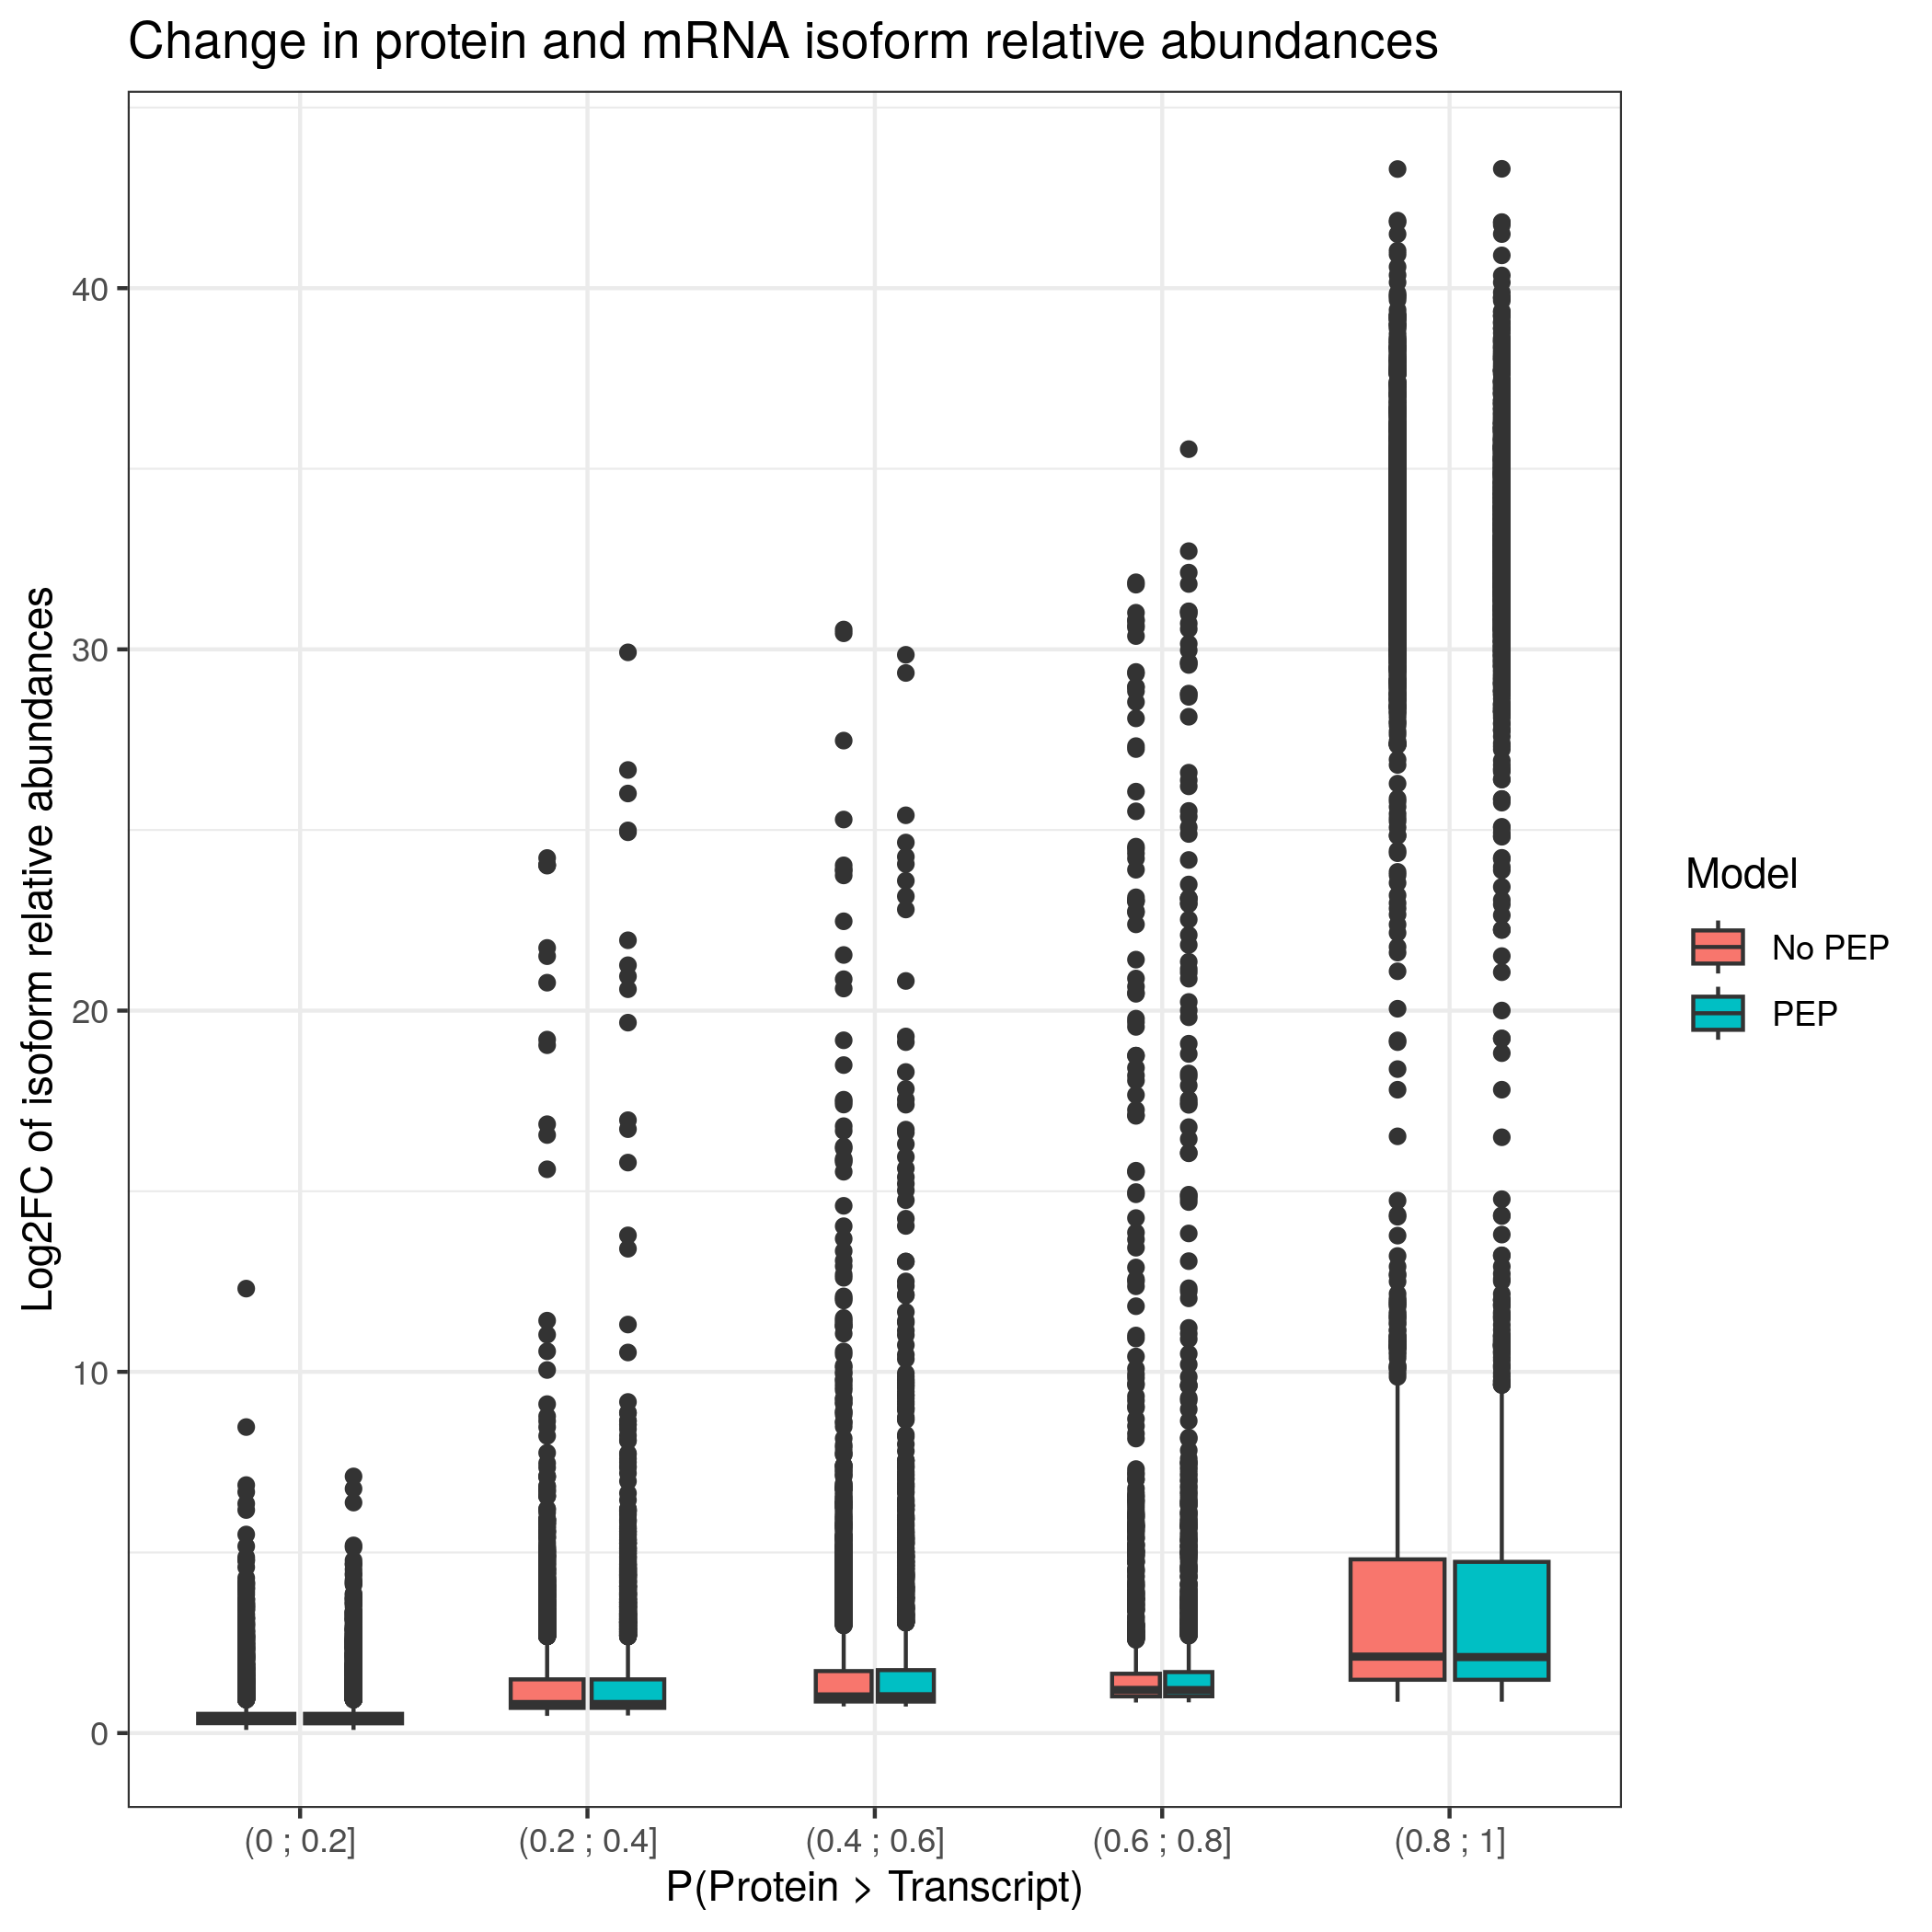 Change in protein and mRNA isoform relative abundances
Log2FC of isoform relative abundances
40
30
20
10
0
(0 ; 0.2]
(0.2 ; 0.4]
(0.4 ; 0.6]
(0.6 ; 0.8]
(0.8 ; 1]
P(Protein > Transcript)
Model
No PEP
PEP